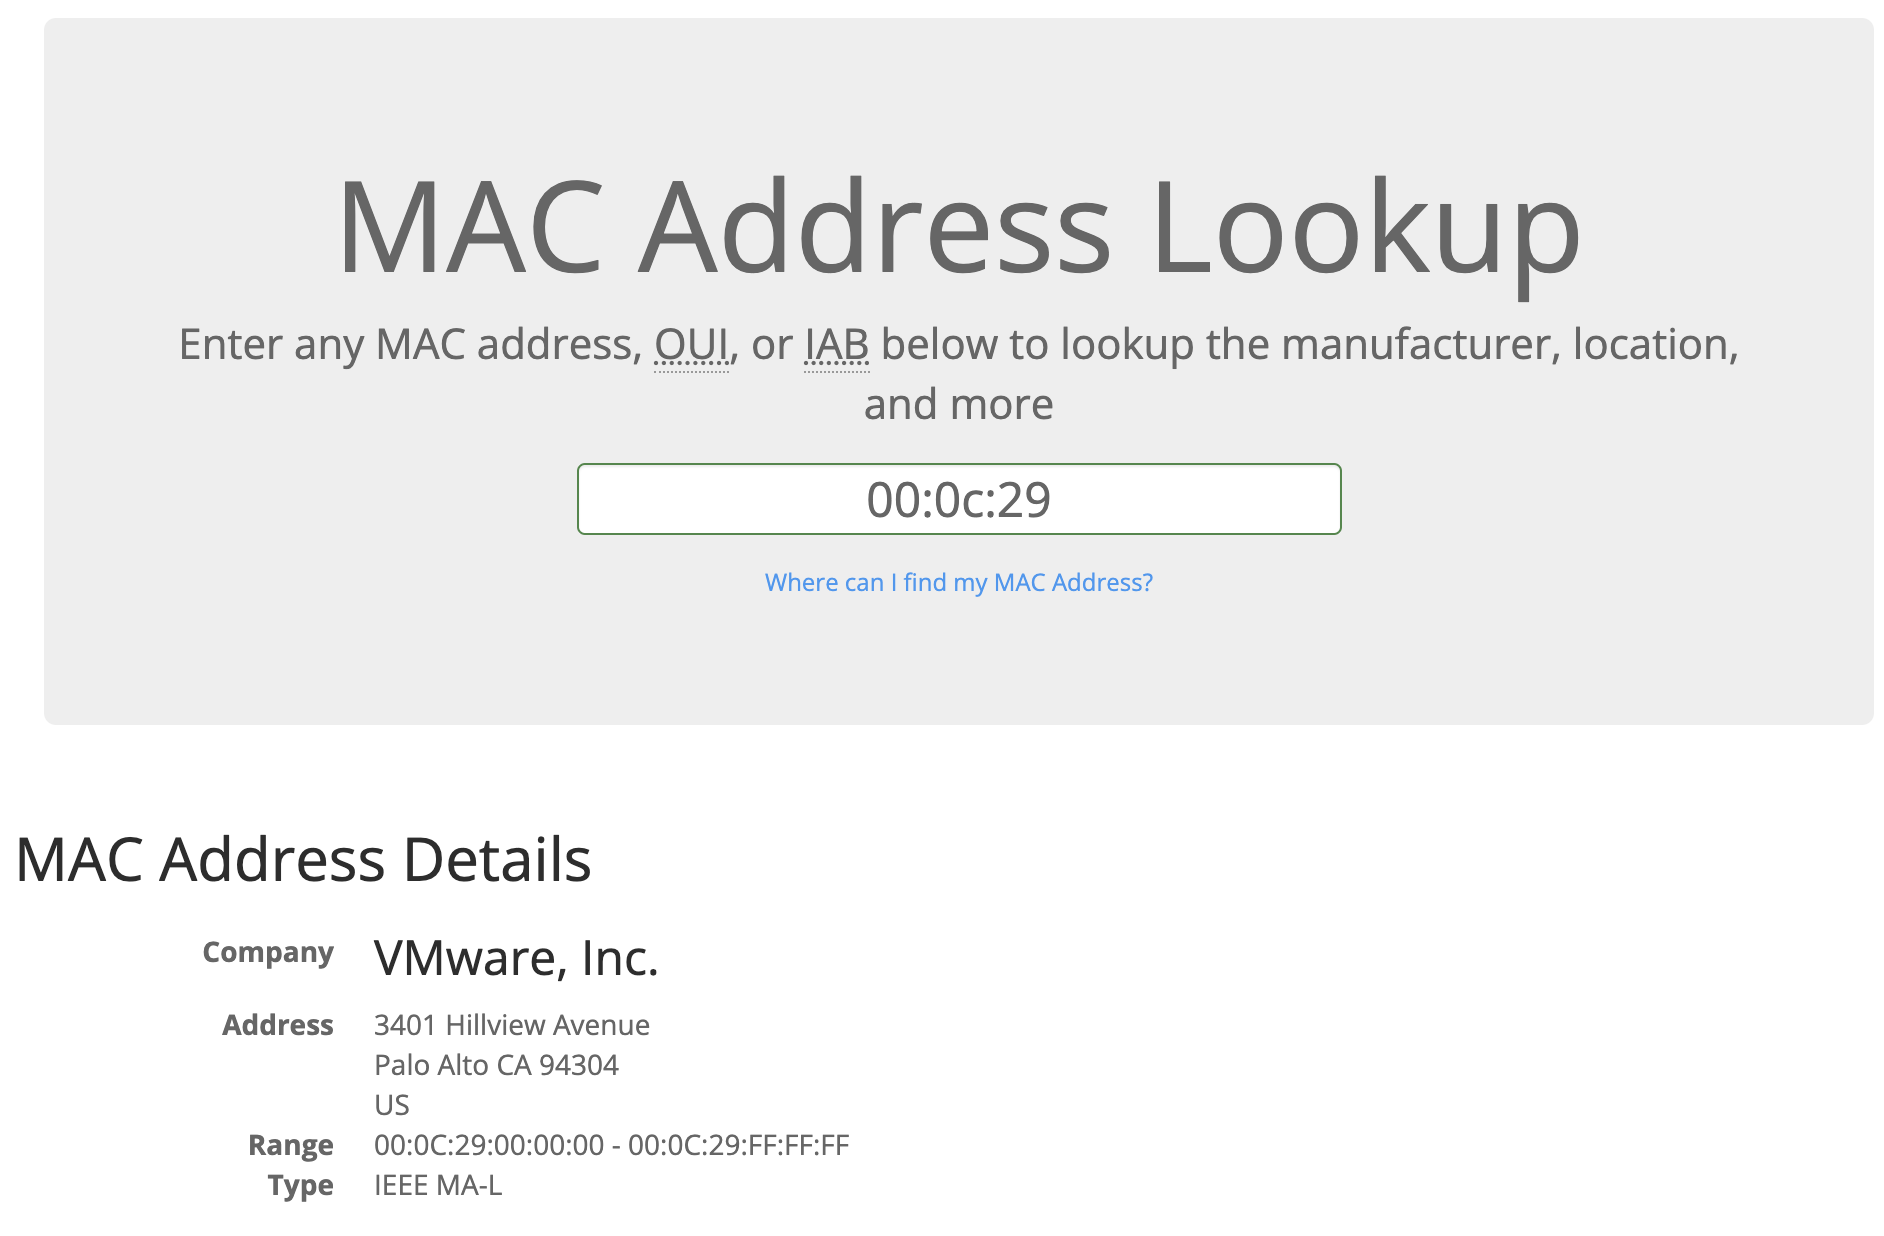 MAC Address Lookup
Enter any MAC address, OUI, or IAB below to lookup the manufacturer, location,
and more
00:0c:29
Where can I find my MAC Address?
MAC Address Details
Company VMware, Inc.
Address 3401 Hillview Avenue
Palo Alto CA 94304
US
Range 00:0C:29:00:00:00 - 00:0C:29:FF:FF:FF
Type IEEE MA-L